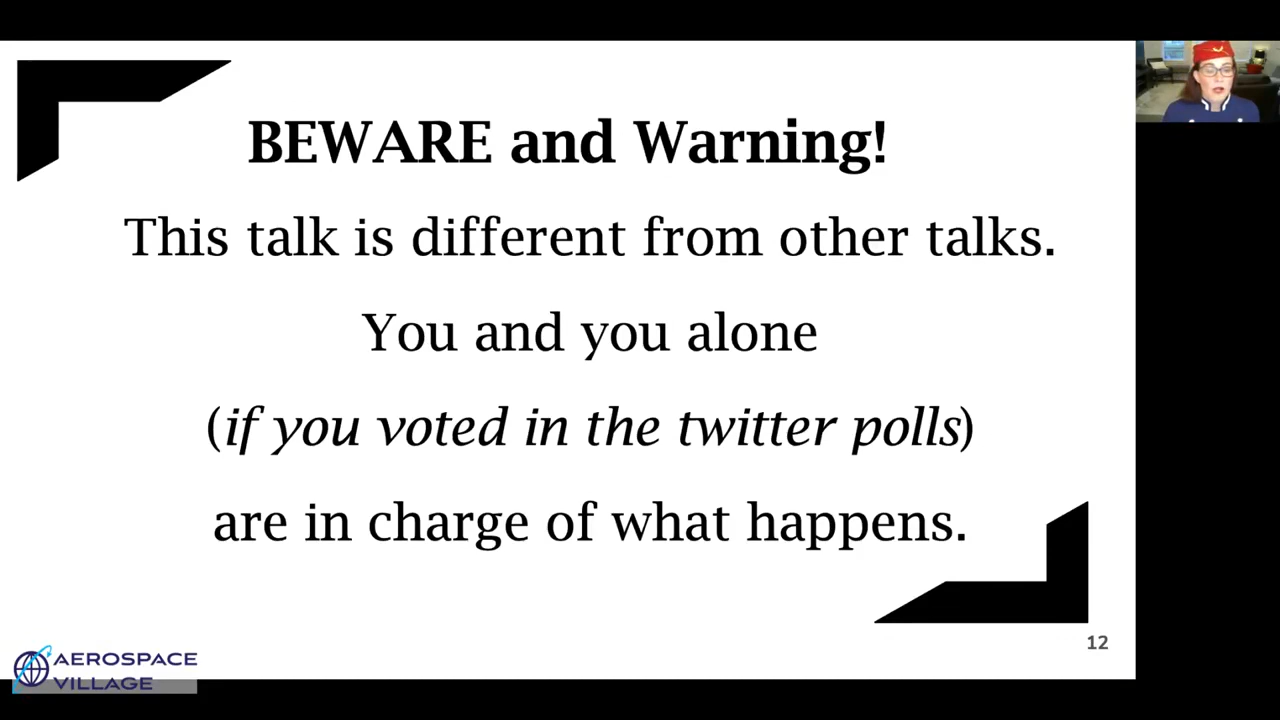 BEWARE and Warning!
This talk is different from other talks.
You and you alone
(if you voted in the twitter polls)
are in charge of what happens.
12
AEROSPACE
VILLAGE